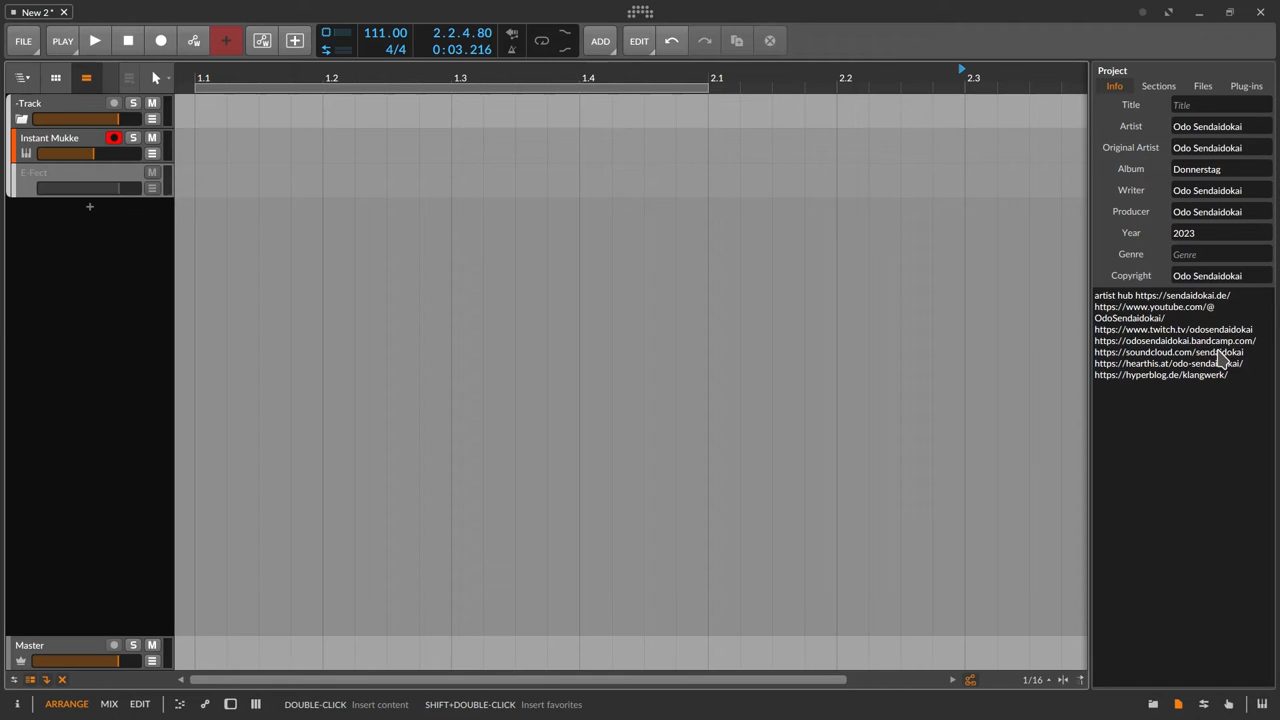 New 2*
FILE
PLAY
111.00
4/4
2.2.4.80
0:03.216
ADD
EDIT
1.1
1.2
1.3
1.4
2.1
2.2
2.3
-Track
S
M
Instant Mukke
S
M
E-Fect
M
Master
S
M
Project
Info
Sections
Files
Plug-ins
Title
Title
Artist
Odo Sendaidokai
Original Artist
Odo Sendaidokai
Album
Donnerstag
Writer
Odo Sendaidokai
Producer
Odo Sendaidokai
Year
2023
Genre
Genre
Copyright
Odo Sendaidokai
artist hub https://sendaidokai.de/
https://www.youtube.com/@
OdoSendaidokai/
https://www.twitch.tv/odosendaidokai
https://odosendaidokai.bandcamp.com/
https://soundcloud.com/sendaidokai
https://hearthis.at/odo-sendaidokai/
https://hyperblog.de/klangwerk/
1/16
ARRANGE
MIX
EDIT
DOUBLE-CLICK Insert content
SHIFT+DOUBLE-CLICK Insert favorites